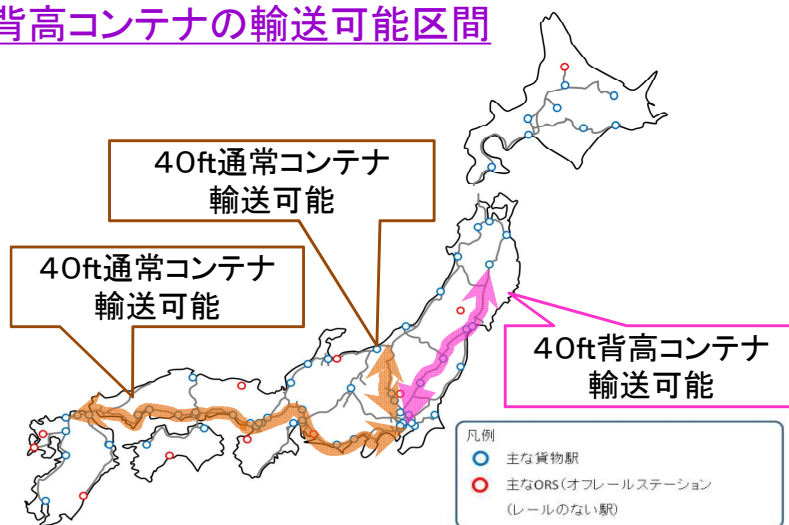 背高コンテナの輸送可能区間
40ft通常コンテナ
輸送可能
40ft通常コンテナ
輸送可能
40ft背高コンテナ
輸送可能
凡例
主な貨物駅
主なORS(オフレールステーション
(レールのない駅)